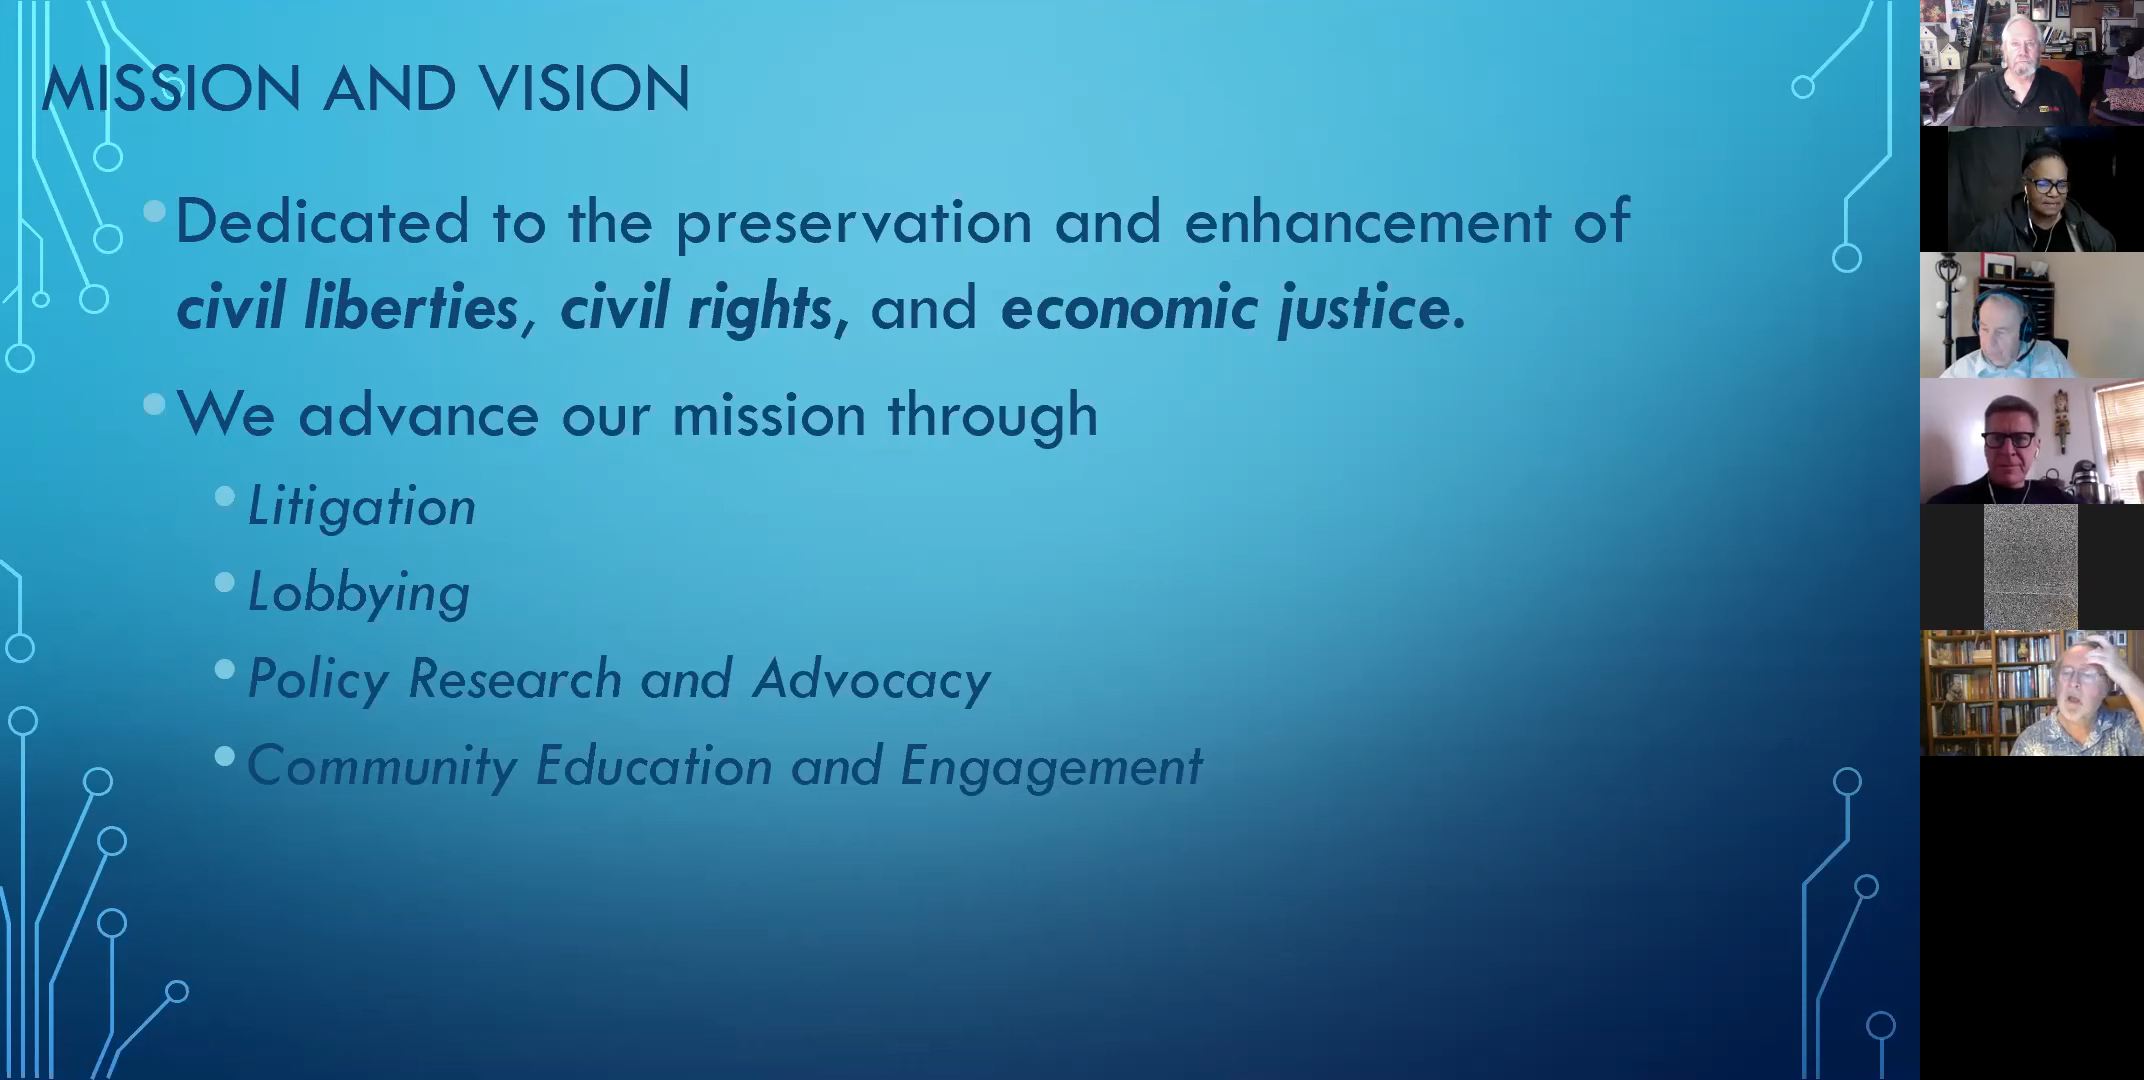 MISSION AND VISION
Dedicated to the preservation and enhancement of
civil liberties, civil rights, and economic justice.
We advance our mission through
Litigation
Lobbying
Policy Research and Advocacy
Community Education and Engagement